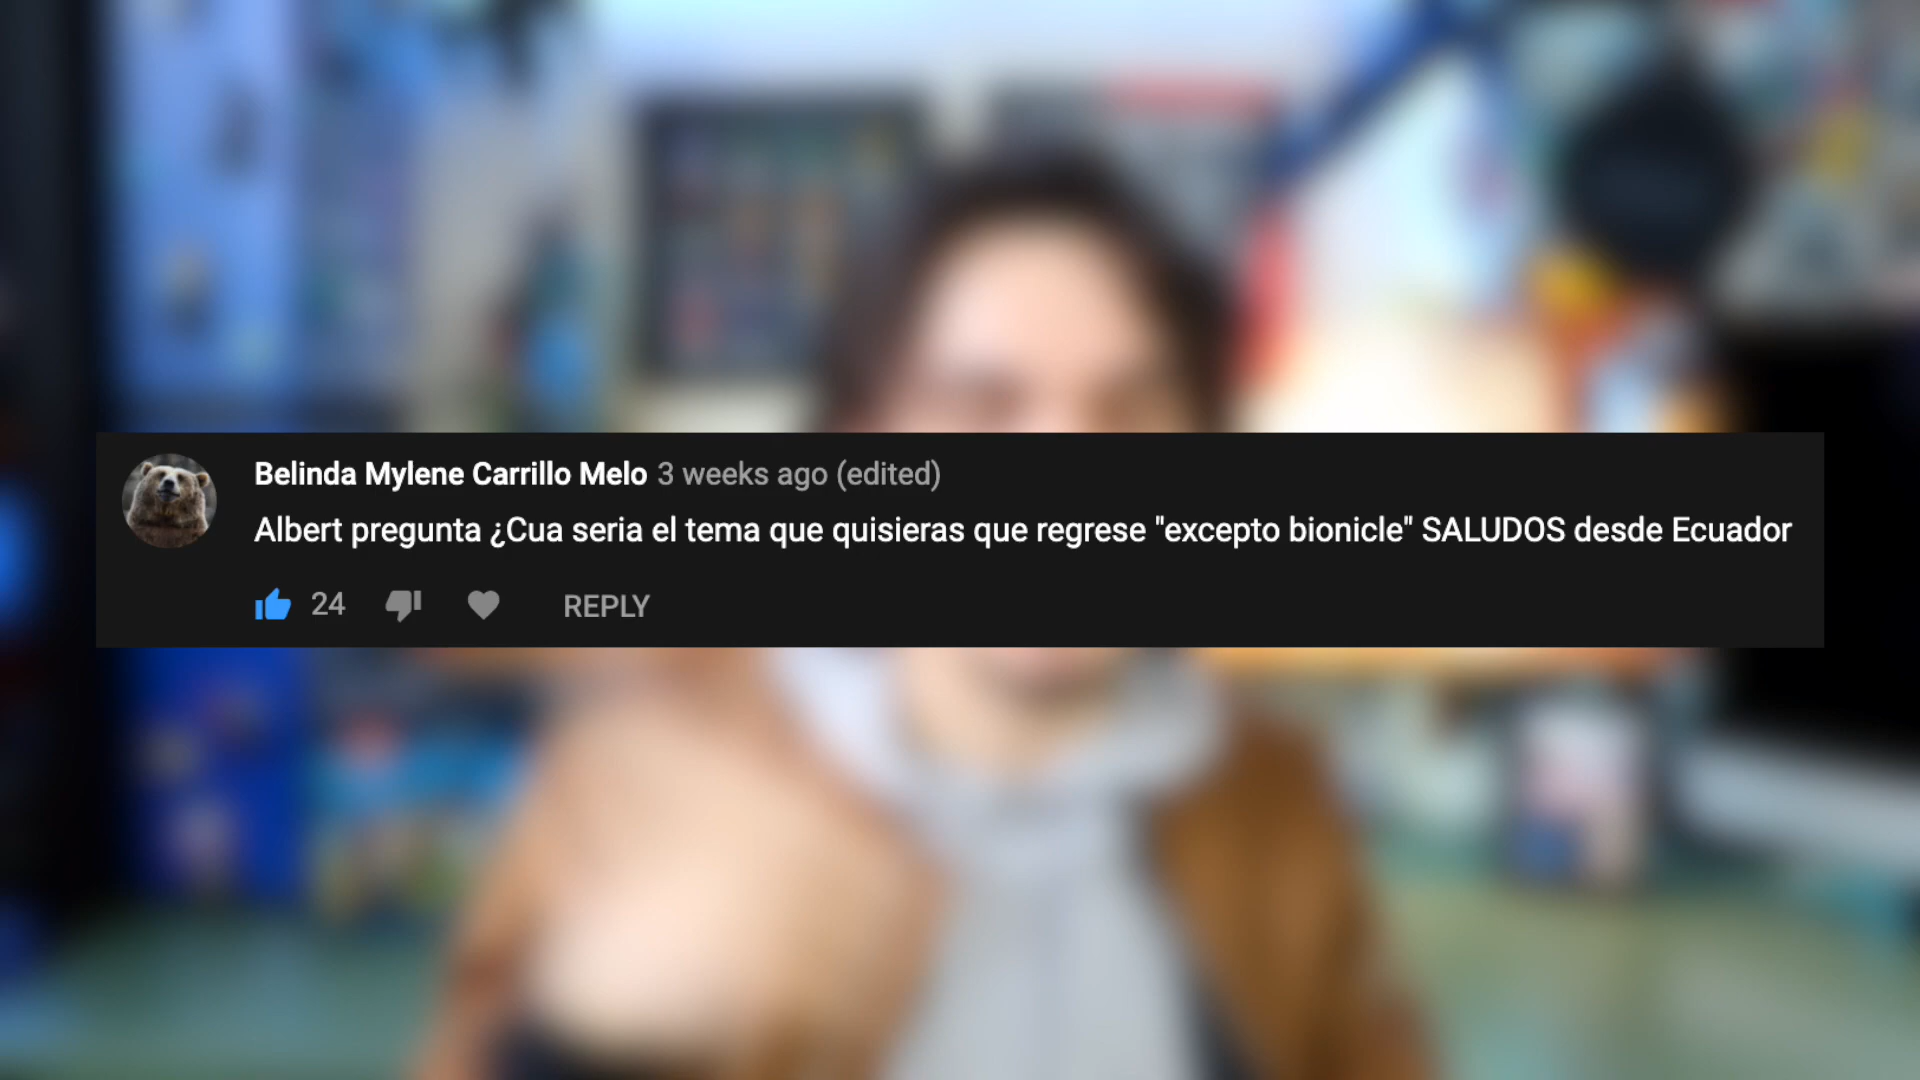 Belinda Mylene Carrillo Melo 3 weeks ago (edited)
Albert pregunta ¿Cua seria el tema que quisieras que regrese "excepto bionicle" SALUDOS desde Ecuador
24 REPLY